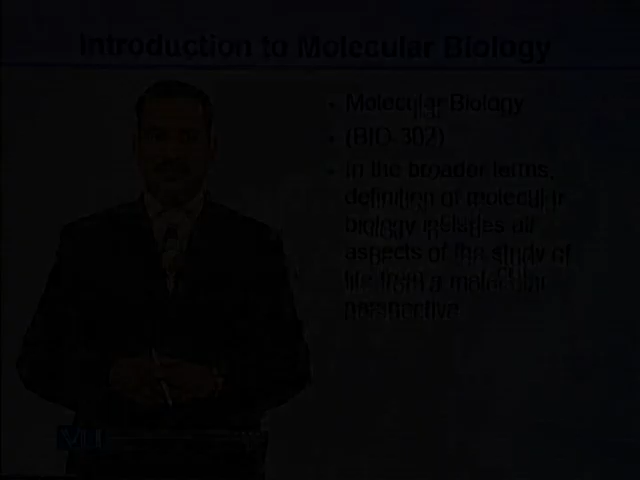 Introduction to Molecular Biology
Molecular Biology
(BIO-302)
In the broader terms,
definition of molecular
biology includes all
aspects of the study of
life from a molecular
perspective